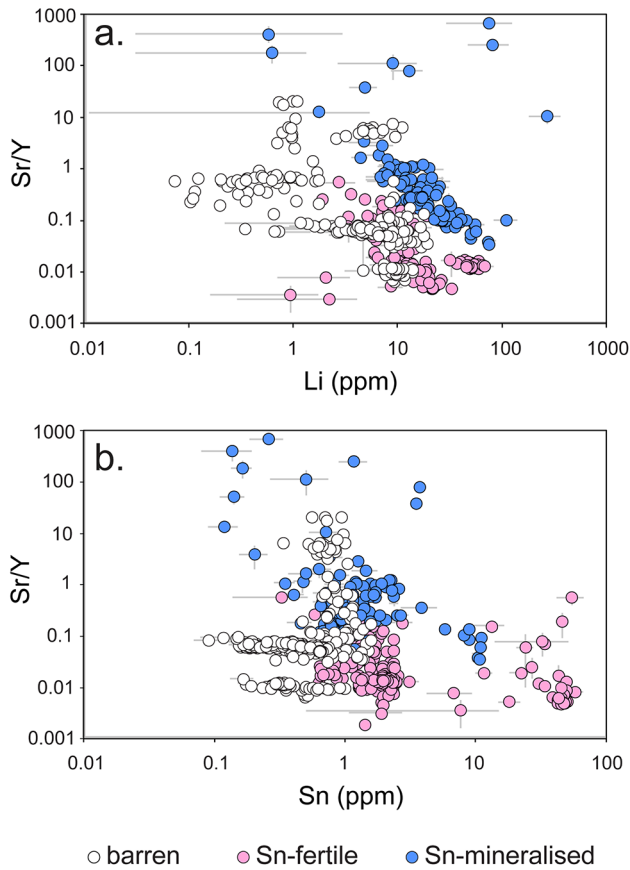 a.
1000
100
10
1
0.1
0.01
0.001
Sr/Y
0.01 0.1 1 10 100 1000
Li (ppm)
b.
1000
100
10
1
0.1
0.01
0.001
Sr/Y
0.01 0.1 1 10 100
Sn (ppm)
barren Sn-fertile Sn-mineralised